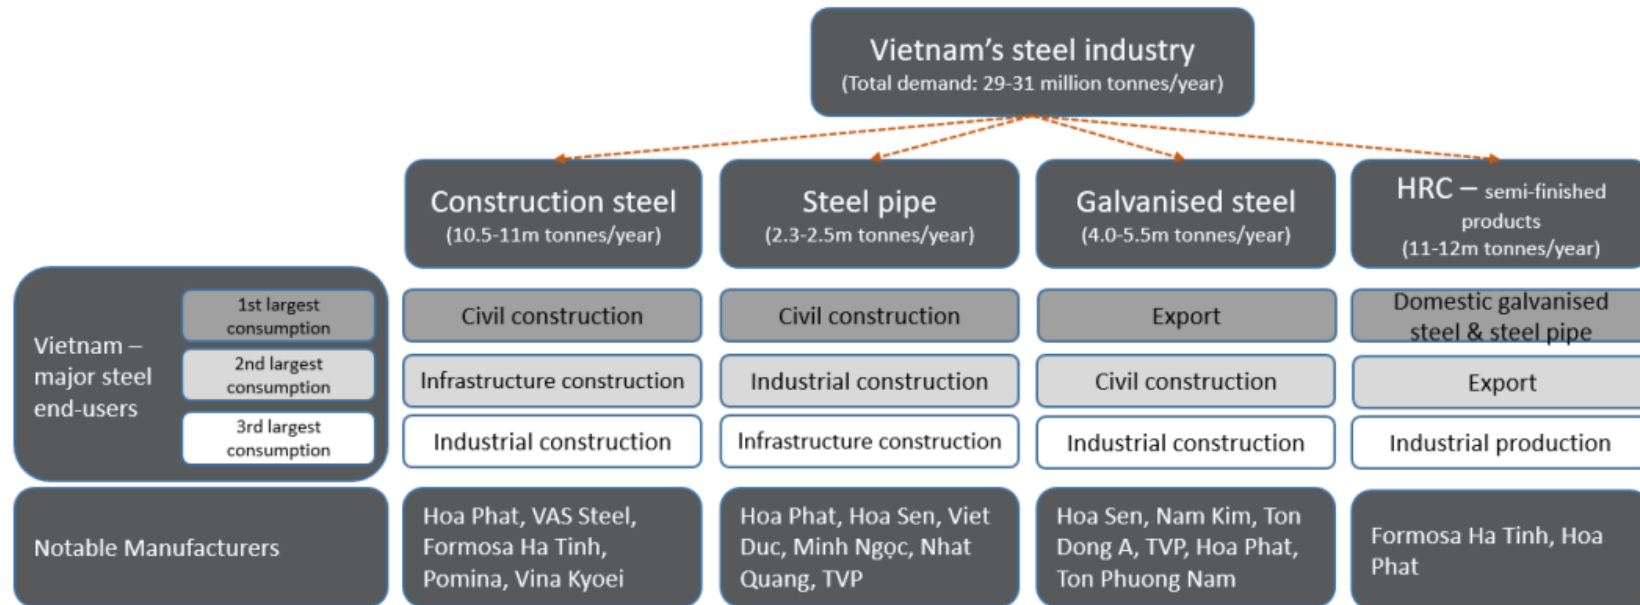 Vietnam's steel industry
(Total demand: 29-31 million tonnes/year)
Construction steel
(10.5-11m tonnes/year)
Steel pipe
(2.3-2.5m tonnes/year)
Galvanised steel
(4.0-5.5m tonnes/year)
HRC – semi-finished
products
(11-12m tonnes/year)
Vietnam –
major steel
end-users
1st largest
consumption
Civil construction
Civil construction
Export
Domestic galvanised
steel & steel pipe
2nd largest
consumption
Infrastructure construction
Industrial construction
Civil construction
Export
3rd largest
consumption
Industrial construction
Infrastructure construction
Industrial construction
Industrial production
Notable Manufacturers
Hoa Phat, VAS Steel,
Formosa Ha Tinh,
Pomina, Vina Kyoei
Hoa Phat, Hoa Sen, Viet
Duc, Minh Ngọc, Nhat
Quang, TVP
Hoa Sen, Nam Kim, Ton
Dong A, TVP, Hoa Phat,
Ton Phuong Nam
Formosa Ha Tinh, Hoa
Phat